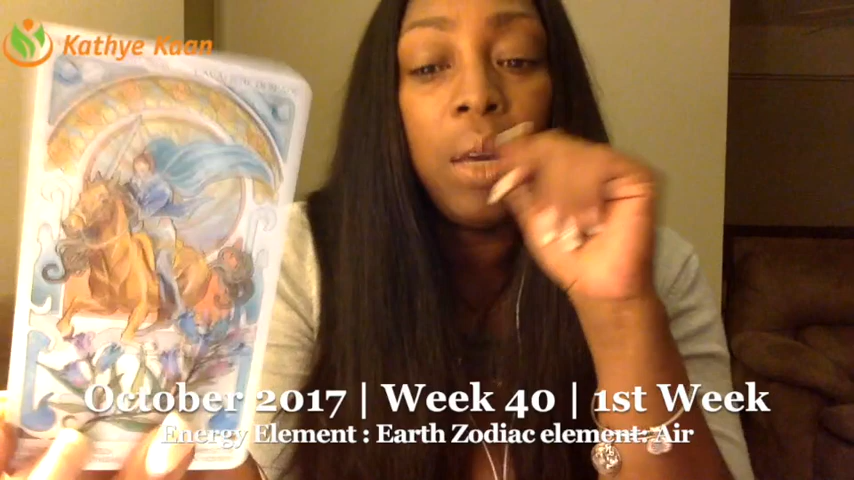 Kathye Kaan
October 2017 | Week 40 | 1st Week
Energy Element : Earth Zodiac element: Air